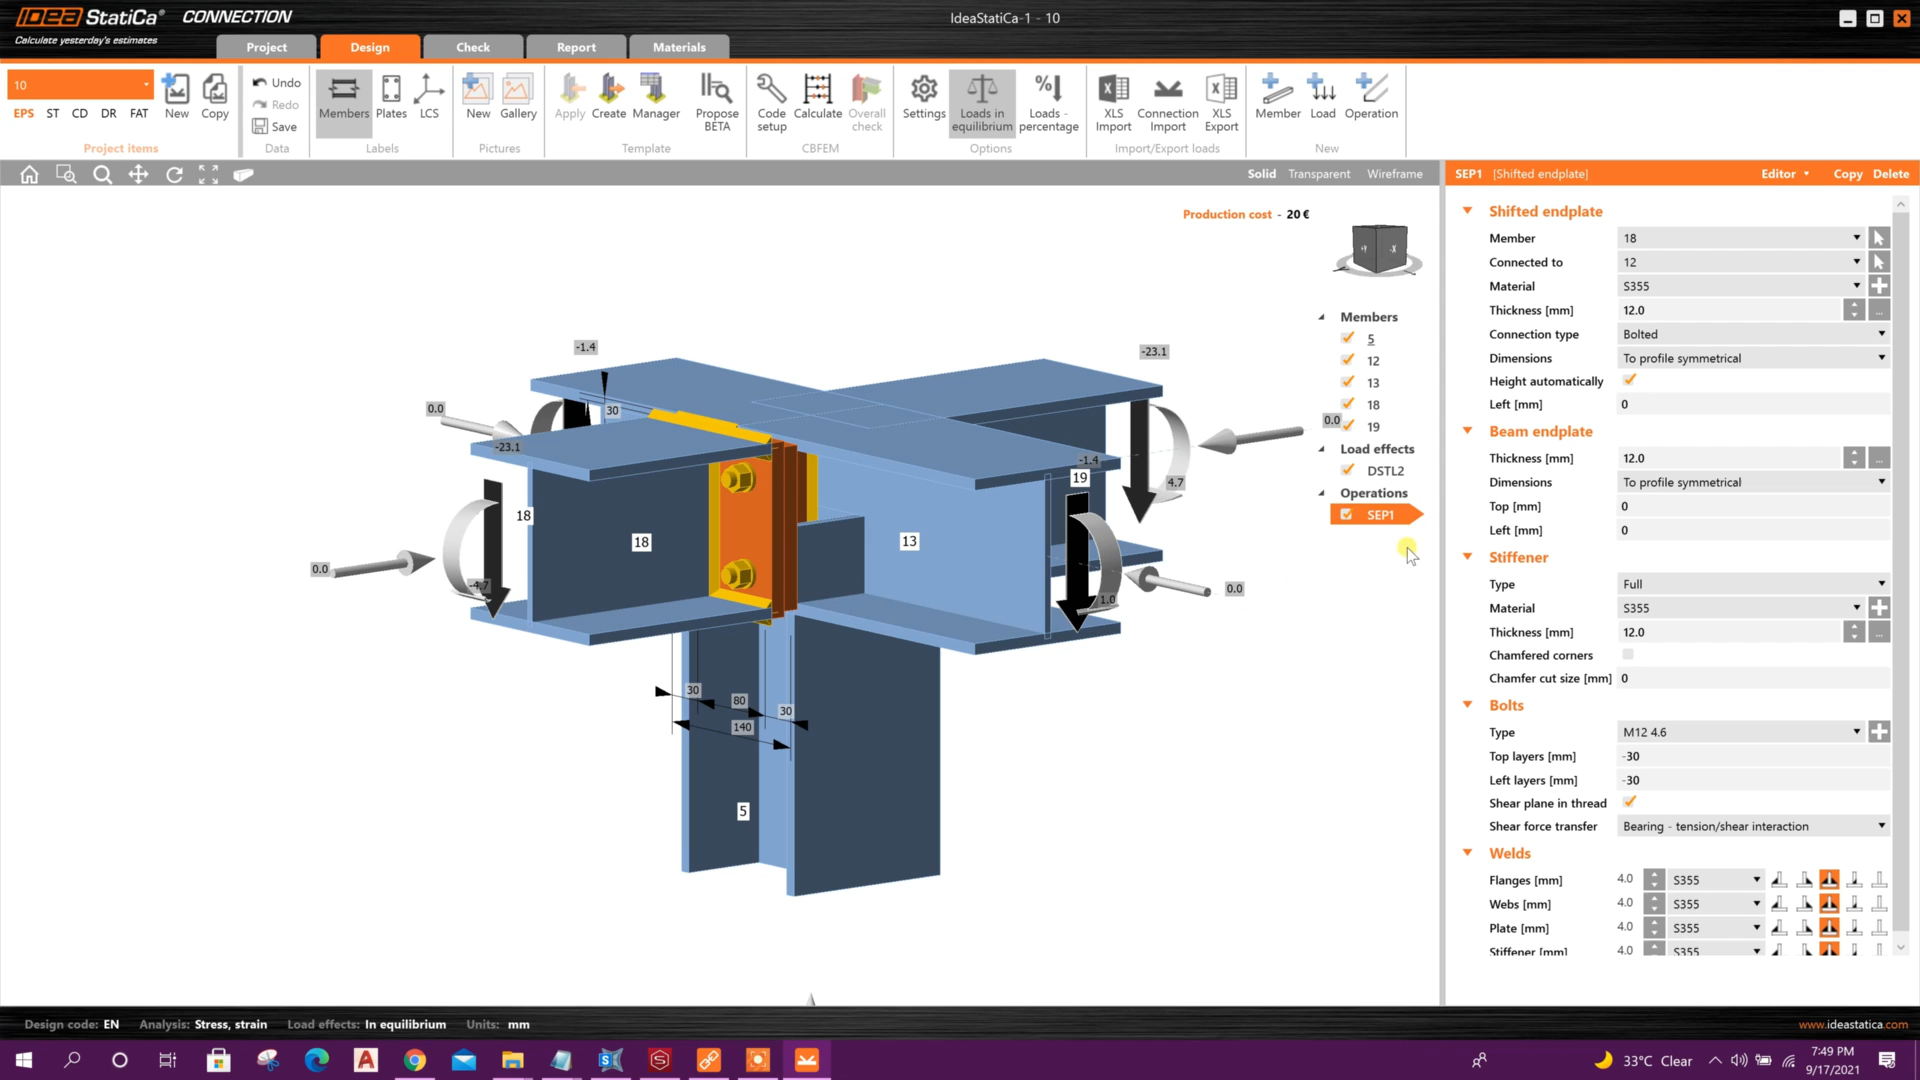 IDEA StatiCa® CONNECTION
Calculate yesterday's estimates
IdeaStatiCa-1 - 10
Project
Design
Check
Report
Materials
10
EPS ST CD DR FAT
New
Copy
Project items
Undo
Redo
Save
Data
Members
Plates
LCS
Labels
New
Gallery
Pictures
Apply
Create
Manager
Propose
BETA
Template
Code
setup
Calculate
Overall
check
CBFEM
Settings
Loads in
equilibrium
Loads -
percentage
Options
XLS
Import
Connection
Import
XLS
Export
Import/Export loads
Member
Load
Operation
New
Solid Transparent Wireframe
Production cost - 20 €
+Y
-X
Members
5
12
13
18
19
Load effects
DSTL2
Operations
SEP1
-1.4
-23.1
0.0
30
0.0
-23.1
-1.4
19
4.7
18
18
13
0.0
-4.7
1.0
0.0
30
80
30
140
5
SEP1 [Shifted endplate]
Editor
Copy
Delete
Shifted endplate
Member 18
Connected to 12
Material S355
Thickness [mm] 12.0 ...
Connection type Bolted
Dimensions To profile symmetrical
Height automatically
Left [mm] 0
Beam endplate
Thickness [mm] 12.0 ...
Dimensions To profile symmetrical
Top [mm] 0
Left [mm] 0
Stiffener
Type Full
Material S355
Thickness [mm] 12.0 ...
Chamfered corners
Chamfer cut size [mm] 0
Bolts
Type M12 4.6
Top layers [mm] -30
Left layers [mm] -30
Shear plane in thread
Shear force transfer Bearing - tension/shear interaction
Welds
Flanges [mm] 4.0 S355
Webs [mm] 4.0 S355
Plate [mm] 4.0 S355
Stiffener [mm] 4.0 S355
Design code: EN Analysis: Stress, strain Load effects: In equilibrium Units: mm
www.ideastatica.com
33°C Clear
7:49 PM
9/17/2021